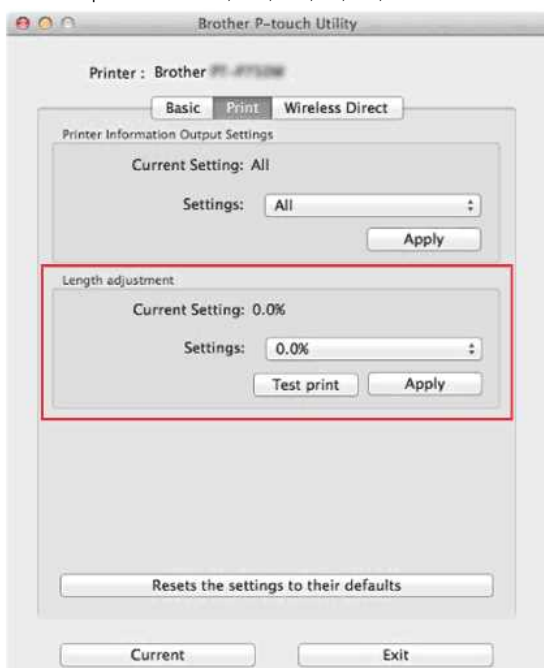 Brother P-touch Utility
Printer : Brother
Basic Print Wireless Direct
Printer Information Output Settings
Current Setting: All
Settings: All
Apply
Length adjustment
Current Setting: 0.0%
Settings: 0.0%
Test print Apply
Resets the settings to their defaults
Current Exit